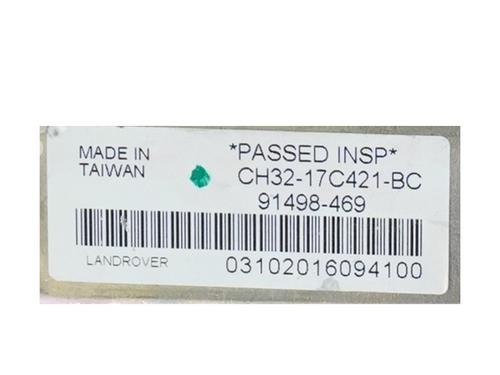 MADE IN
TAIWAN
*PASSED INSP*
CH32-17C421-BC
91498-469
LANDROVER
03102016094100